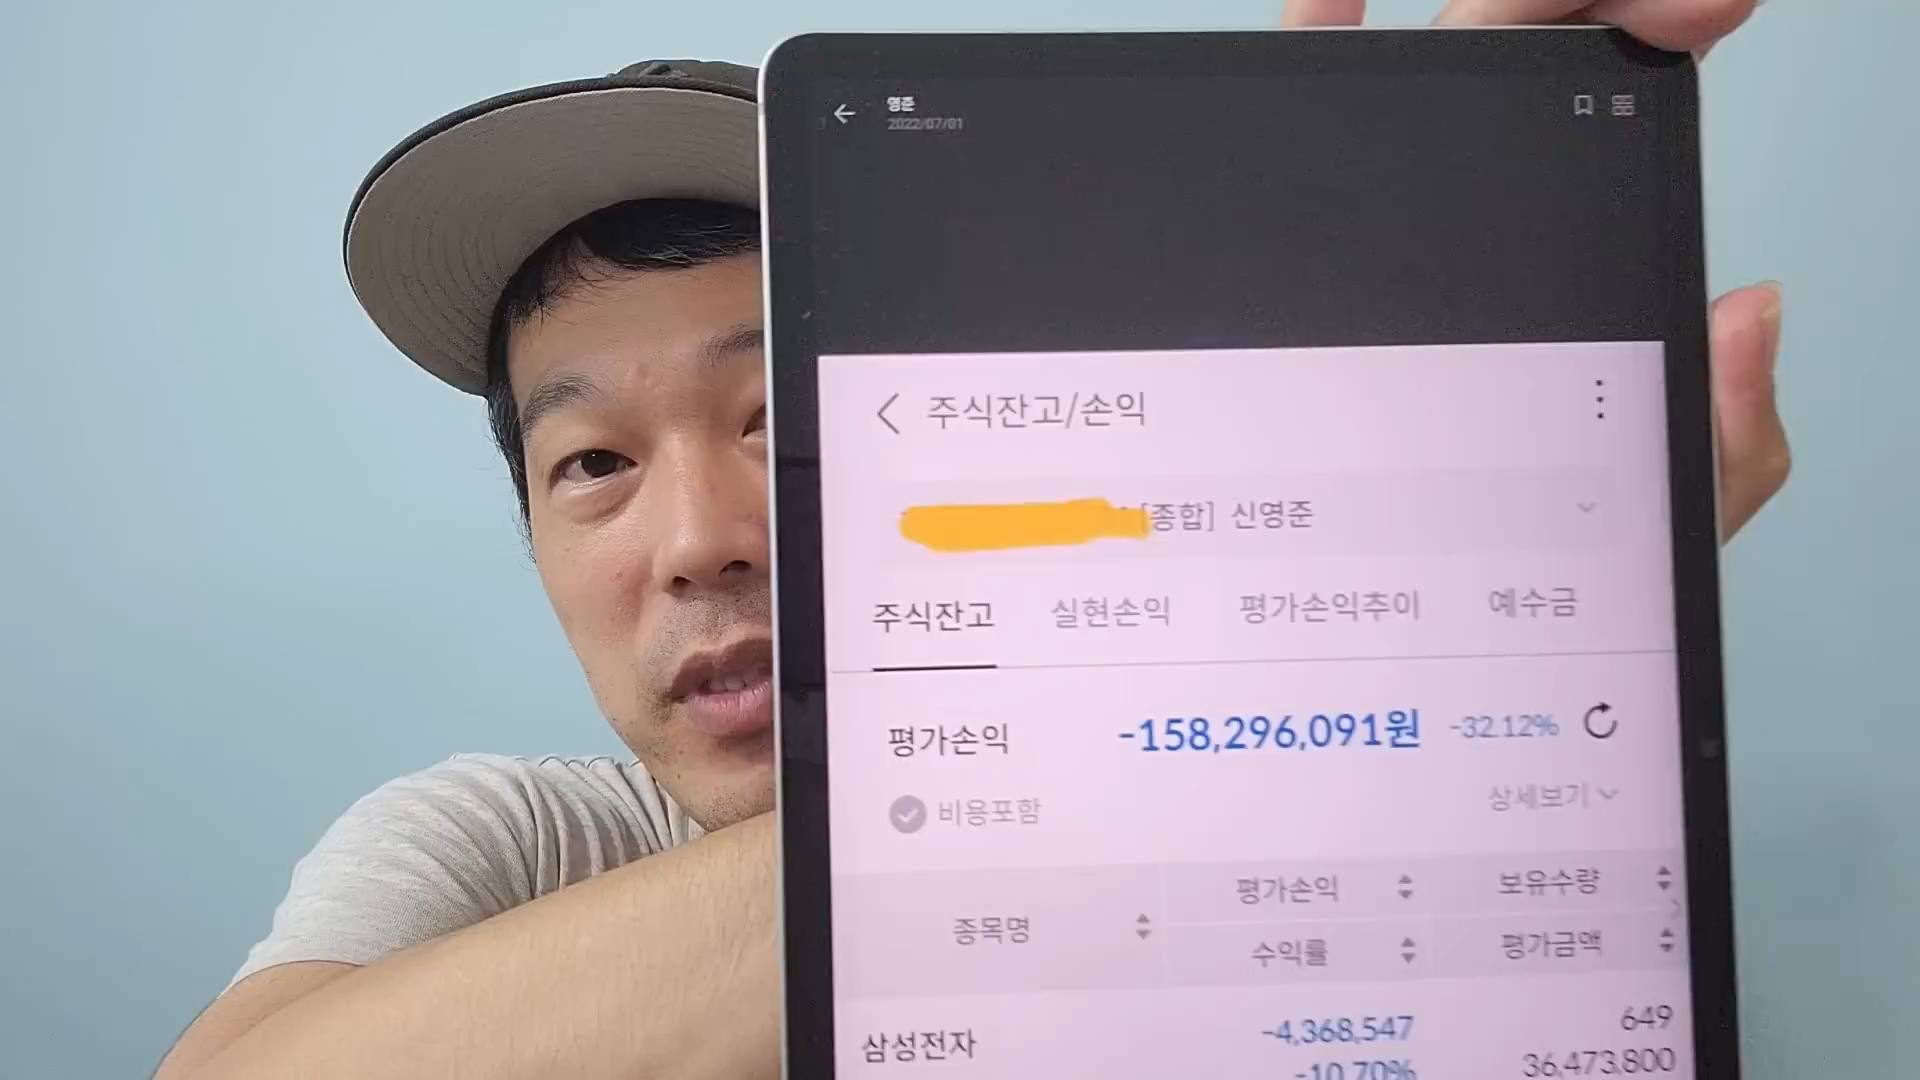 영준
2022/07/01
주식잔고/손익
[종합] 신영준
주식잔고 실현손익 평가손익추이 예수금
평가손익 -158,296,091원 -32.12%
비용포함 상세보기
종목명 평가손익 보유수량
수익률 평가금액
삼성전자 -4,368,547 649
-10.70% 36,473,800